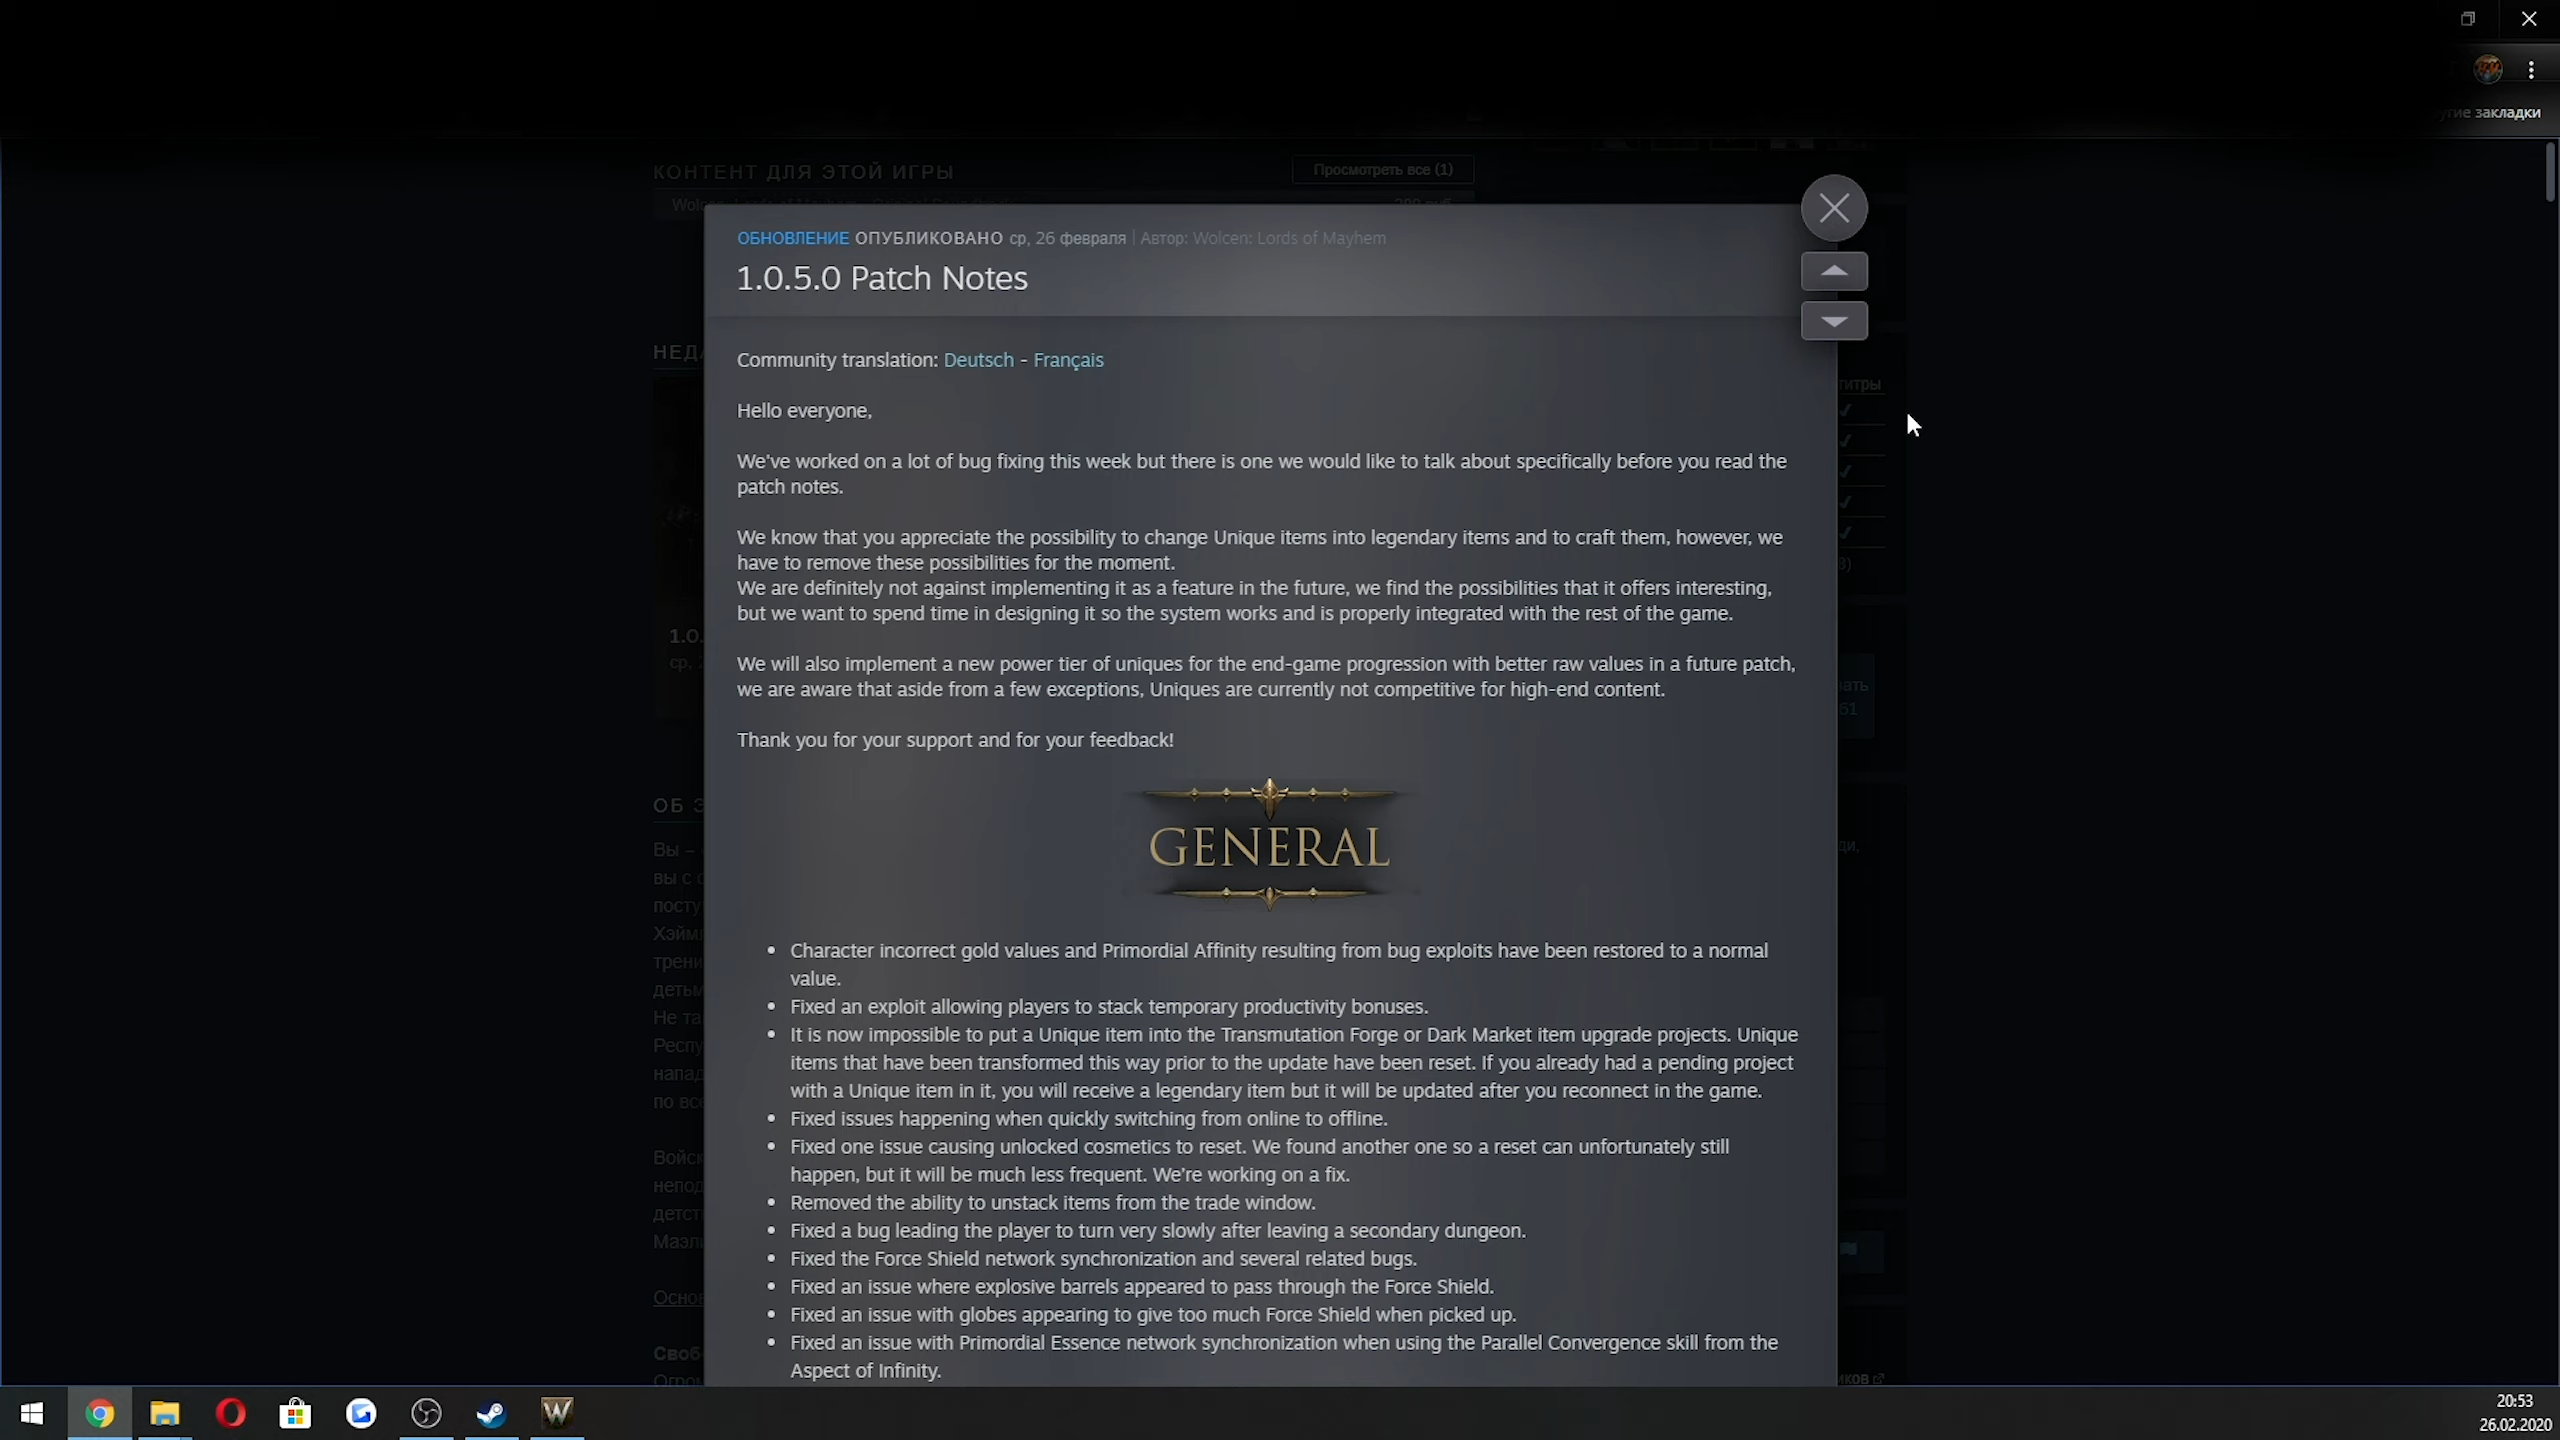 угие закладки
КОНТЕНТ ДЛЯ ЭТОЙ ИГРЫ
Просмотреть все (1)
ОБНОВЛЕНИЕ ОПУБЛИКОВАНО ср, 26 февраля | Автор: Wolcen: Lords of Mayhem
1.0.5.0 Patch Notes
Community translation: Deutsch - Français
Hello everyone,
We've worked on a lot of bug fixing this week but there is one we would like to talk about specifically before you read the
patch notes.
We know that you appreciate the possibility to change Unique items into legendary items and to craft them, however, we
have to remove these possibilities for the moment.
We are definitely not against implementing it as a feature in the future, we find the possibilities that it offers interesting,
but we want to spend time in designing it so the system works and is properly integrated with the rest of the game.
We will also implement a new power tier of uniques for the end-game progression with better raw values in a future patch,
we are aware that aside from a few exceptions, Uniques are currently not competitive for high-end content.
Thank you for your support and for your feedback!
GENERAL
• Character incorrect gold values and Primordial Affinity resulting from bug exploits have been restored to a normal
value.
• Fixed an exploit allowing players to stack temporary productivity bonuses.
• It is now impossible to put a Unique item into the Transmutation Forge or Dark Market item upgrade projects. Unique
items that have been transformed this way prior to the update have been reset. If you already had a pending project
with a Unique item in it, you will receive a legendary item but it will be updated after you reconnect in the game.
• Fixed issues happening when quickly switching from online to offline.
• Fixed one issue causing unlocked cosmetics to reset. We found another one so a reset can unfortunately still
happen, but it will be much less frequent. We're working on a fix.
• Removed the ability to unstack items from the trade window.
• Fixed a bug leading the player to turn very slowly after leaving a secondary dungeon.
• Fixed the Force Shield network synchronization and several related bugs.
• Fixed an issue where explosive barrels appeared to pass through the Force Shield.
• Fixed an issue with globes appearing to give too much Force Shield when picked up.
• Fixed an issue with Primordial Essence network synchronization when using the Parallel Convergence skill from the
Aspect of Infinity.
20:53
26.02.2020